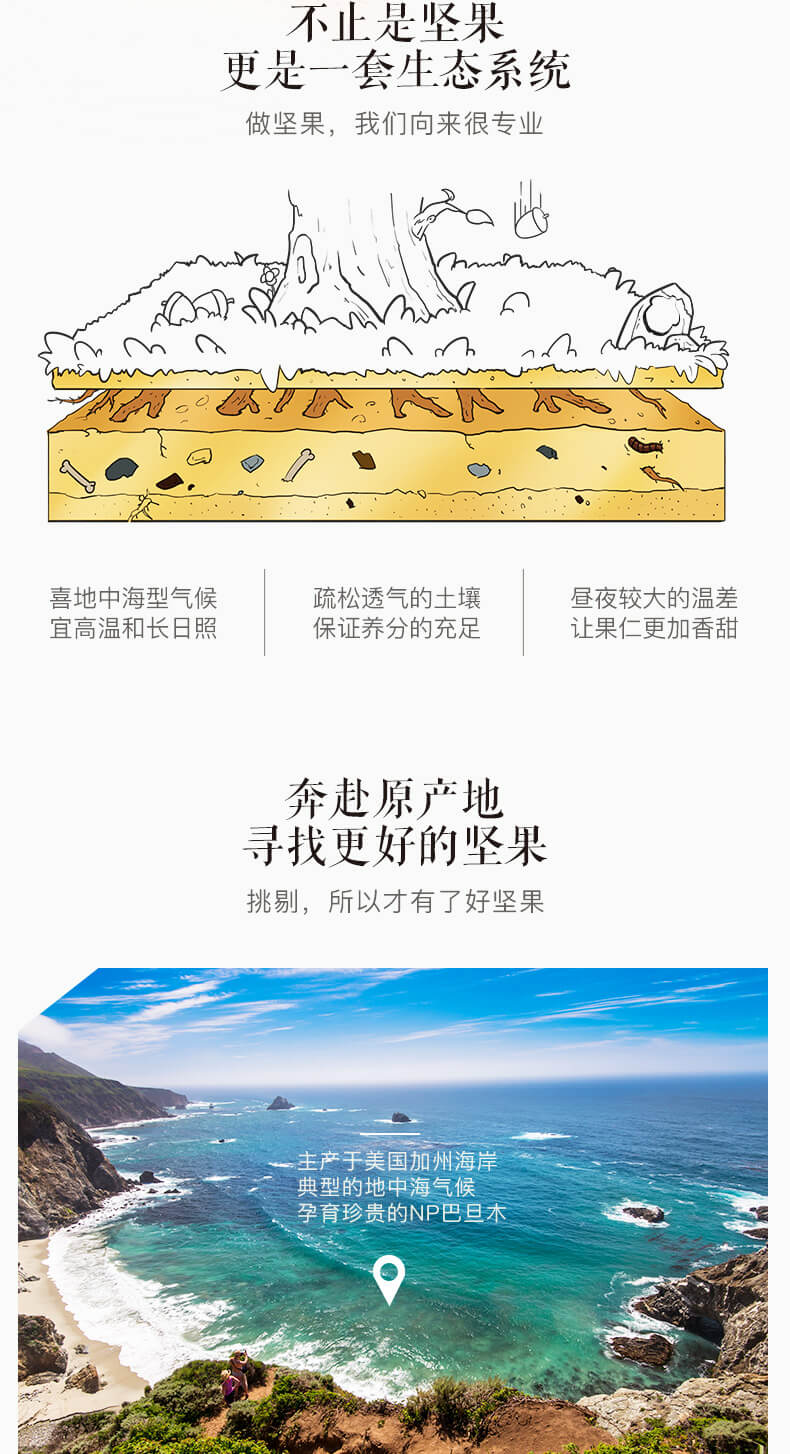 不止是坚果
更是一套生态系统
做坚果，我们向来很专业
喜地中海型气候
宜高温和长日照
疏松透气的土壤
保证养分的充足
昼夜较大的温差
让果仁更加香甜
奔赴原产地
寻找更好的坚果
挑剔，所以才有了好坚果
主产于美国加州海岸
典型的地中海气候
孕育珍贵的NP巴旦木